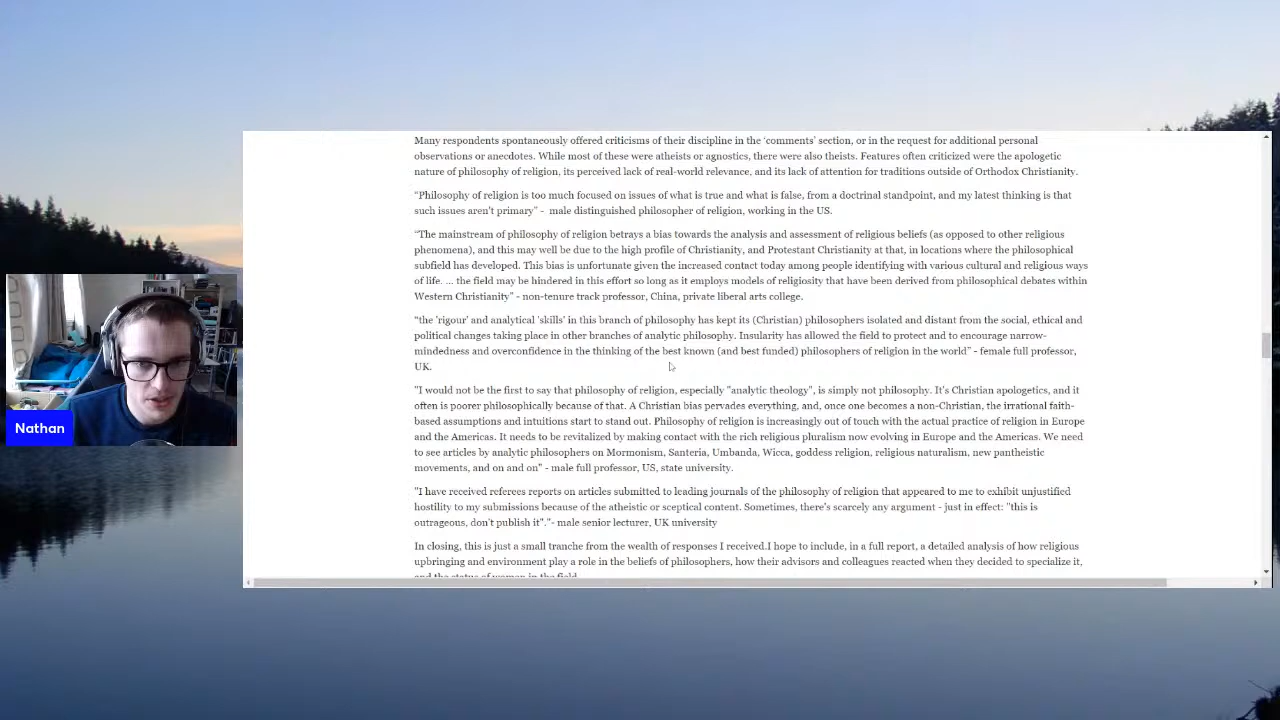 Many respondents spontaneously offered criticisms of their discipline in the 'comments' section, or in the request for additional personal
observations or anecdotes. While most of these were atheists or agnostics, there were also theists. Features often criticized were the apologetic
nature of philosophy of religion, its perceived lack of real-world relevance, and its lack of attention for traditions outside of Orthodox Christianity.
“Philosophy of religion is too much focused on issues of what is true and what is false, from a doctrinal standpoint, and my latest thinking is that
such issues aren't primary” - male distinguished philosopher of religion, working in the US.
“The mainstream of philosophy of religion betrays a bias towards the analysis and assessment of religious beliefs (as opposed to other religious
phenomena), and this may well be due to the high profile of Christianity, and Protestant Christianity at that, in locations where the philosophical
subfield has developed. This bias is unfortunate given the increased contact today among people identifying with various cultural and religious ways
of life. ... the field may be hindered in this effort so long as it employs models of religiosity that have been derived from philosophical debates within
Western Christianity” - non-tenure track professor, China, private liberal arts college.
“the 'rigour' and analytical 'skills' in this branch of philosophy has kept its (Christian) philosophers isolated and distant from the social, ethical and
political changes taking place in other branches of analytic philosophy. Insularity has allowed the field to protect and to encourage narrow-
mindedness and overconfidence in the thinking of the best known (and best funded) philosophers of religion in the world” - female full professor,
UK.
"I would not be the first to say that philosophy of religion, especially "analytic theology", is simply not philosophy. It's Christian apologetics, and it
often is poorer philosophically because of that. A Christian bias pervades everything, and, once one becomes a non-Christian, the irrational faith-
based assumptions and intuitions start to stand out. Philosophy of religion is increasingly out of touch with the actual practice of religion in Europe
and the Americas. It needs to be revitalized by making contact with the rich religious pluralism now evolving in Europe and the Americas. We need
to see articles by analytic philosophers on Mormonism, Santeria, Umbanda, Wicca, goddess religion, religious naturalism, new pantheistic
movements, and on and on" - male full professor, US, state university.
"I have received referees reports on articles submitted to leading journals of the philosophy of religion that appeared to me to exhibit unjustified
hostility to my submissions because of the atheistic or sceptical content. Sometimes, there's scarcely any argument - just in effect: "this is
outrageous, don't publish it"."- male senior lecturer, UK university
In closing, this is just a small tranche from the wealth of responses I received.I hope to include, in a full report, a detailed analysis of how religious
upbringing and environment play a role in the beliefs of philosophers, how their advisors and colleagues reacted when they decided to specialize it,
and the status of women in the field.
Nathan